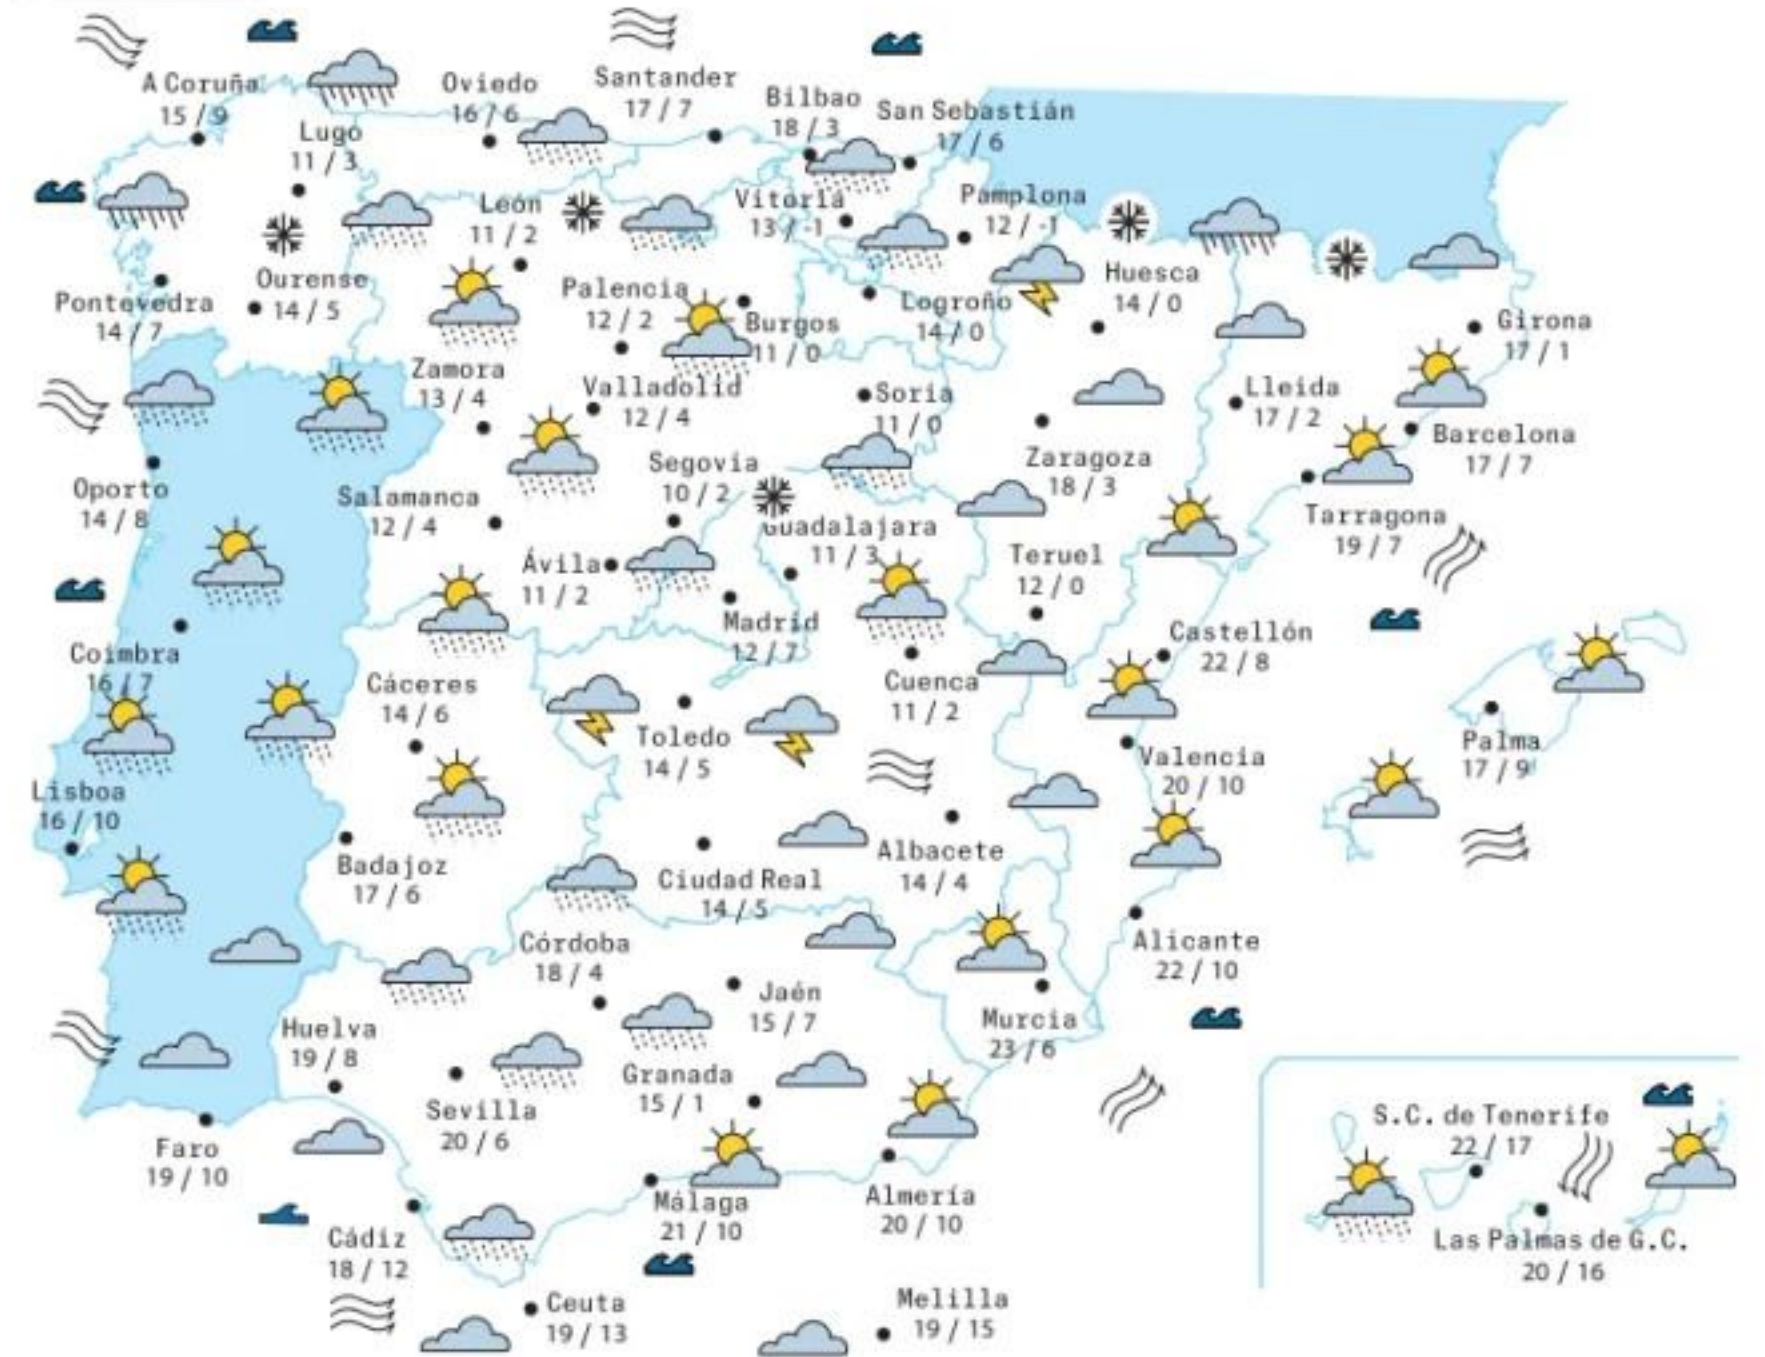 A Coruña
15 / 9
Lugo
11 / 3
Oviedo
16 / 6
Santander
17 / 7
Bilbao
18 / 3
San Sebastián
17 / 6
Pontevedra
14 / 7
Ourense
14 / 5
León
11 / 2
Palencia
12 / 2
Burgos
11 / 0
Vitoria
13 / -1
Pamplona
12 / -1
Logroño
14 / 0
Huesca
14 / 0
Girona
17 / 1
Zamora
13 / 4
Valladolid
12 / 4
Soria
11 / 0
Zaragoza
18 / 3
Lleida
17 / 2
Barcelona
17 / 7
Tarragona
19 / 7
Oporto
14 / 8
Salamanca
12 / 4
Segovia
10 / 2
Ávila
11 / 2
Guadalajara
11 / 3
Madrid
12 / 7
Teruel
12 / 0
Castellón
22 / 8
Coimbra
16 / 7
Cáceres
14 / 6
Toledo
14 / 5
Cuenca
11 / 2
Valencia
20 / 10
Palma
17 / 9
Lisboa
16 / 10
Badajoz
17 / 6
Ciudad Real
14 / 5
Albacete
14 / 4
Alicante
22 / 10
Córdoba
18 / 4
Jaén
15 / 7
Murcia
23 / 6
Huelva
19 / 8
Sevilla
20 / 6
Granada
15 / 1
Faro
19 / 10
Cádiz
18 / 12
Málaga
21 / 10
Almería
20 / 10
Ceuta
19 / 13
Melilla
19 / 15
S.C. de Tenerife
22 / 17
Las Palmas de G.C.
20 / 16